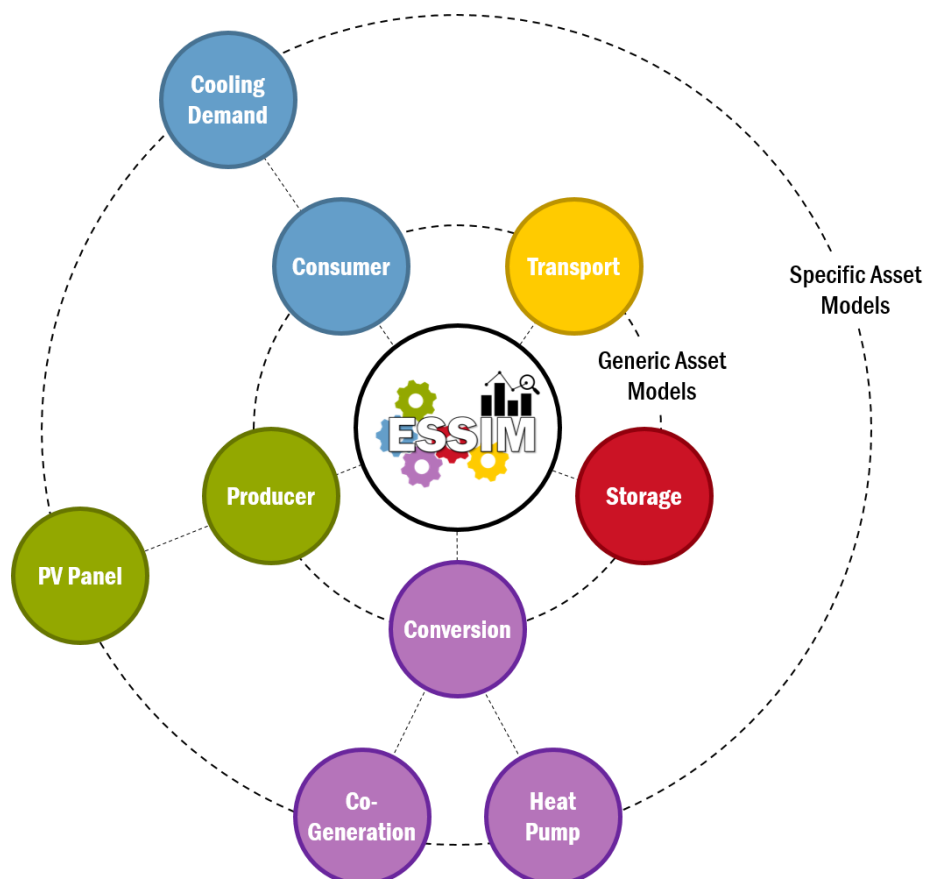 Cooling
Demand
Consumer
Transport
Specific Asset
Models
Generic Asset
Models
ESSIM
Producer
Storage
PV Panel
Conversion
Co-
Generation
Heat
Pump